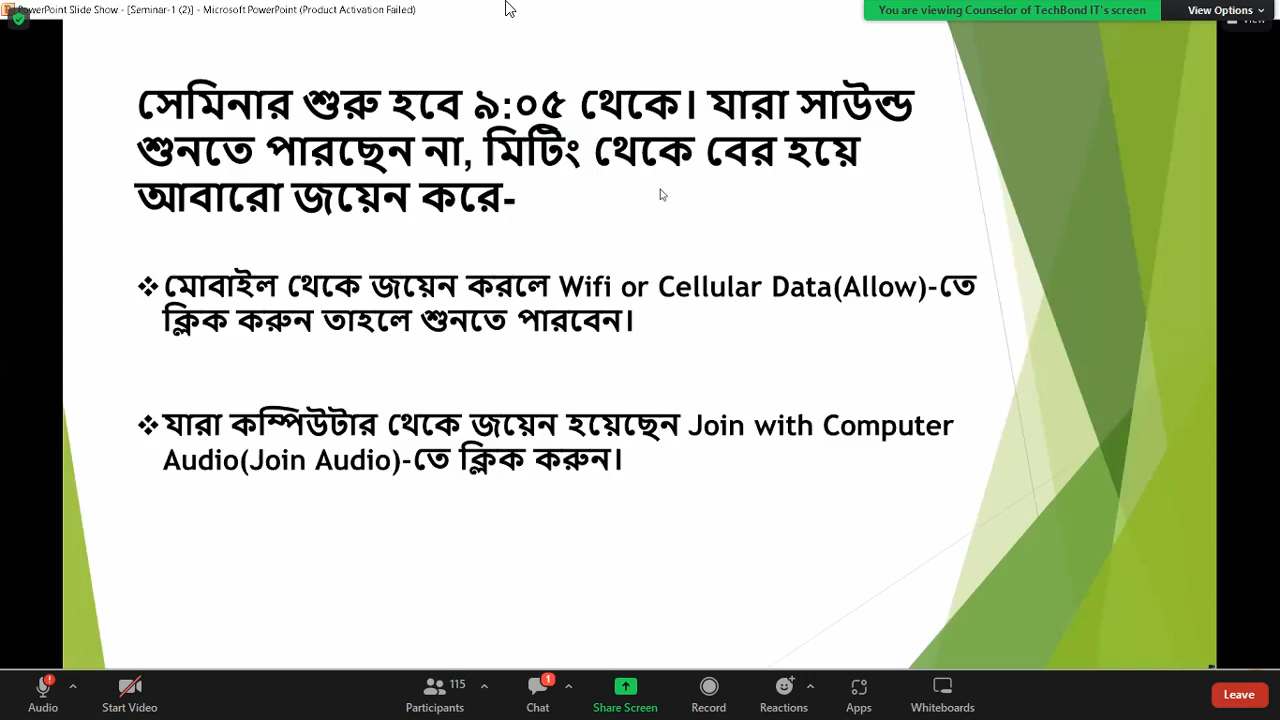 PowerPoint Slide Show - [Seminar-1 (2)] - Microsoft PowerPoint (Product Activation Failed)
You are viewing Counselor of TechBond IT's screen
View Options
View
সেমিনার শুরু হবে ৯:০৫ থেকে। যারা সাউন্ড
শুনতে পারছেন না, মিটিং থেকে বের হয়ে
আবারো জয়েন করে-
❖মোবাইল থেকে জয়েন করলে Wifi or Cellular Data(Allow)-তে
ক্লিক করুন তাহলে শুনতে পারবেন।
❖যারা কম্পিউটার থেকে জয়েন হয়েছেন Join with Computer
Audio(Join Audio)-তে ক্লিক করুন।
115
1
Audio
Start Video
Participants
Chat
Share Screen
Record
Reactions
Apps
Whiteboards
Leave